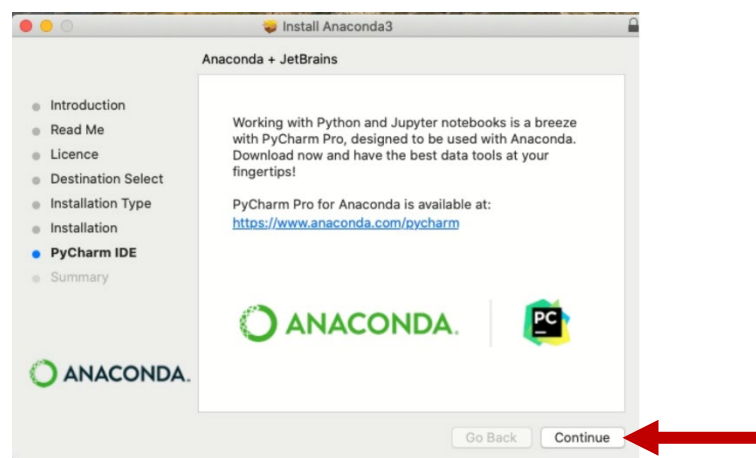 Install Anaconda3
Anaconda + JetBrains
Introduction
Read Me
Licence
Destination Select
Installation Type
Installation
PyCharm IDE
Summary
Working with Python and Jupyter notebooks is a breeze
with PyCharm Pro, designed to be used with Anaconda.
Download now and have the best data tools at your
fingertips!
PyCharm Pro for Anaconda is available at:
https://www.anaconda.com/pycharm
ANACONDA.
PC
ANACONDA.
Go Back
Continue